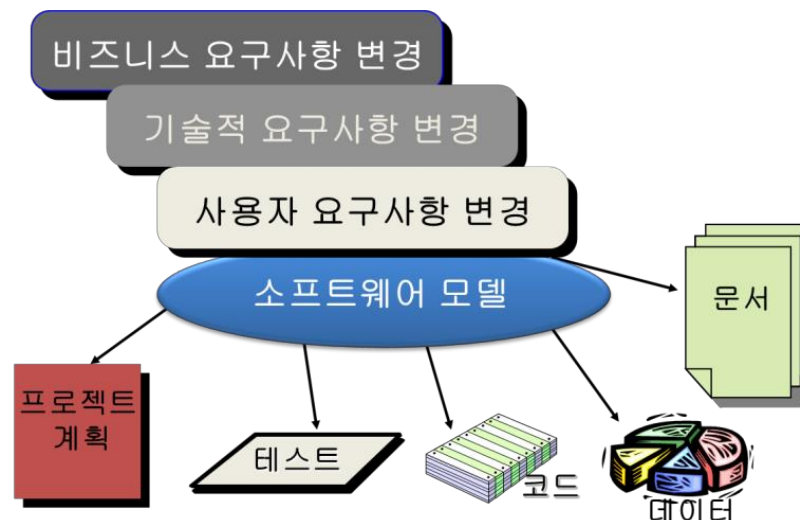 비즈니스 요구사항 변경
기술적 요구사항 변경
사용자 요구사항 변경
소프트웨어 모델
문서
프로젝트
계획
테스트
코드
데이터